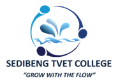 SEDIBENG TVET COLLEGE
"GROW WITH THE FLOW"